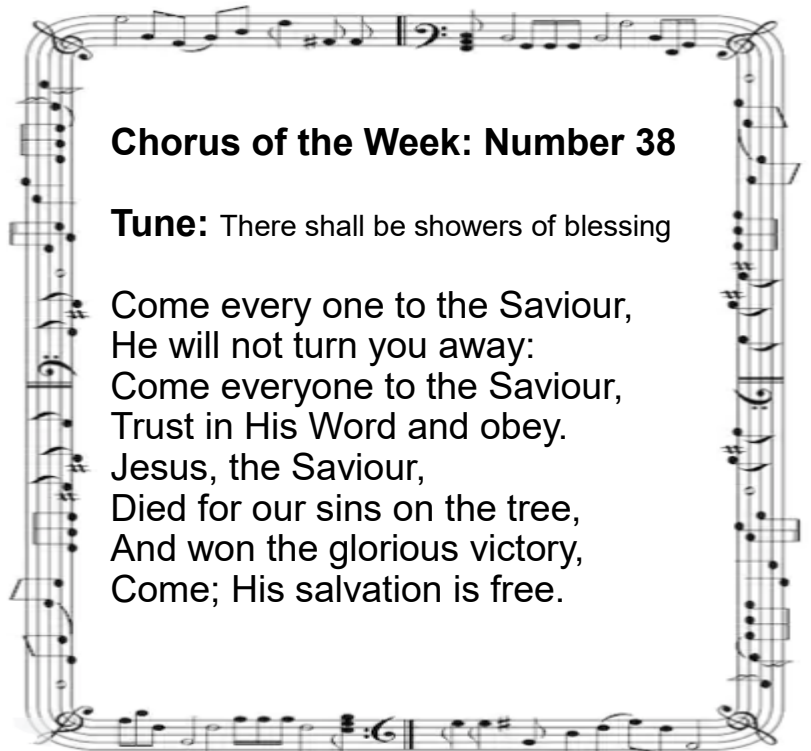 Chorus of the Week: Number 38
Tune: There shall be showers of blessing
Come every one to the Saviour,
He will not turn you away:
Come everyone to the Saviour,
Trust in His Word and obey.
Jesus, the Saviour,
Died for our sins on the tree,
And won the glorious victory,
Come; His salvation is free.